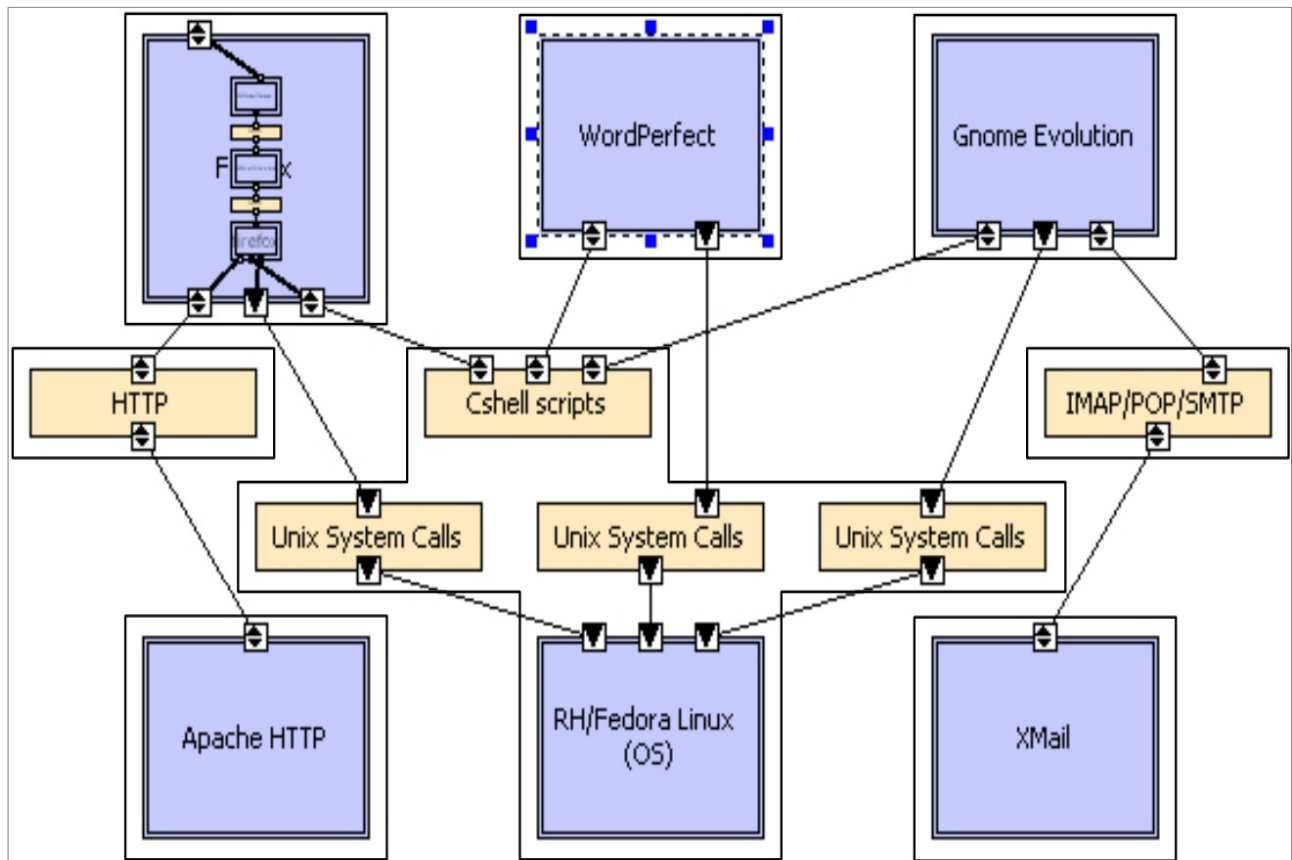 WordPerfect
Gnome Evolution
F x
irefox
HTTP
Cshell scripts
IMAP/POP/SMTP
Unix System Calls
Unix System Calls
Unix System Calls
Apache HTTP
RH/Fedora Linux
(OS)
XMail